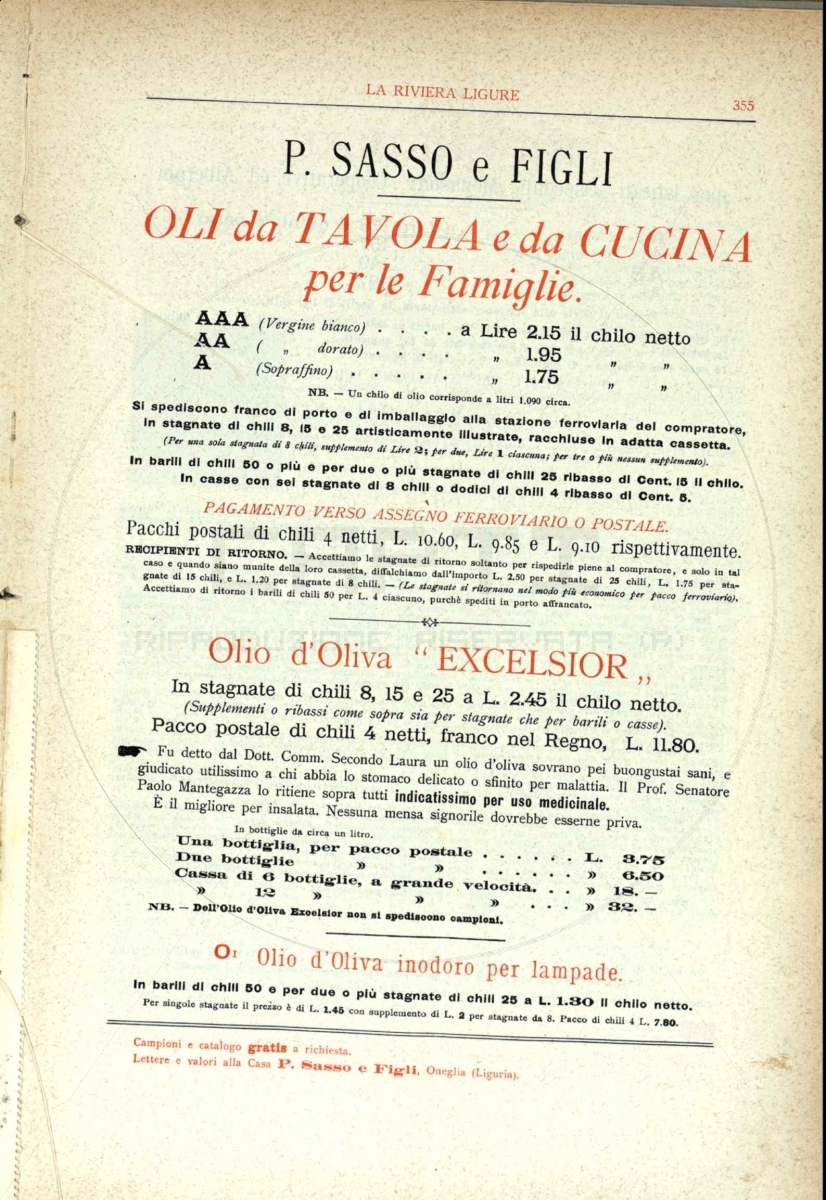 LA RIVIERA LIGURE
355
P. SASSO e FIGLI
OLI da TAVOLA e da CUCINA
per le Famiglie.
AAA (Vergine bianco) . . . . a Lire 2.15 il chilo netto
AA ( „ dorato) . . . . „ 1.95 „ „
A (Sopraffino) . . . . . . „ 1.75 „ „
NB. — Un chilo di olio corrisponde a litri 1.090 circa.
Si spediscono franco di porto e di imballaggio alla stazione ferroviaria del compratore,
in stagnate di chili 8, 15 e 25 artisticamente illustrate, racchiuse in adatta cassetta.
(Per una sola stagnata di 8 chili, supplemento di Lire 2; per due, Lire 1 ciascuna; per tre o più nessun supplemento).
In barili di chili 50 o più e per due o più stagnate di chili 25 ribasso di Cent. 15 il chilo.
In casse con sei stagnate di 8 chili o dodici di chili 4 ribasso di Cent. 5.
PAGAMENTO VERSO ASSEGNO FERROVIARIO O POSTALE.
Pacchi postali di chili 4 netti, L. 10.60, L. 9.85 e L. 9.10 rispettivamente.
RECIPIENTI DI RITORNO. — Accettiamo le stagnate di ritorno soltanto per rispedirle piene al compratore, e solo in tal
caso e quando siano munite della loro cassetta, diffalchiamo dall'importo L. 2.50 per stagnate di 25 chili, L. 1.75 per sta-
gnate di 15 chili, e L. 1.20 per stagnate di 8 chili. — (Le stagnate si ritornano nel modo più economico per pacco ferroviario).
Accettiamo di ritorno i barili di chili 50 per L. 4 ciascuno, purchè spediti in porto affrancato.
RIPRODUZIONE RISERVATA (R)
Olio d'Oliva “ EXCELSIOR „
In stagnate di chili 8, 15 e 25 a L. 2.45 il chilo netto.
(Supplementi o ribassi come sopra sia per stagnate che per barili o casse).
Pacco postale di chili 4 netti, franco nel Regno, L. 11.80.
Fu detto dal Dott. Comm. Secondo Laura un olio d'oliva sovrano pei buongustai sani, e
giudicato utilissimo a chi abbia lo stomaco delicato o sfinito per malattia. Il Prof. Senatore
Paolo Mantegazza lo ritiene sopra tutti indicatissimo per uso medicinale.
È il migliore per insalata. Nessuna mensa signorile dovrebbe esserne priva.
In bottiglie da circa un litro.
Una bottiglia, per pacco postale . . . . . . L. 3.75
Due bottiglie » » . . . . . . » 6.50
Cassa di 6 bottiglie, a grande velocità. . . » 18. —
» 12 » » » . . . » 32. —
NB. — Dell'Olio d'Oliva Excelsior non si spediscono campioni.
OI Olio d'Oliva inodoro per lampade.
In barili di chili 50 e per due o più stagnate di chili 25 a L. 1.30 il chilo netto.
Per singole stagnate il prezzo è di L. 1.45 con supplemento di L. 2 per stagnate da 8. Pacco di chili 4 L. 7.80.
Campioni e catalogo gratis a richiesta.
Lettere e valori alla Casa P. Sasso e Figli, Oneglia (Liguria).